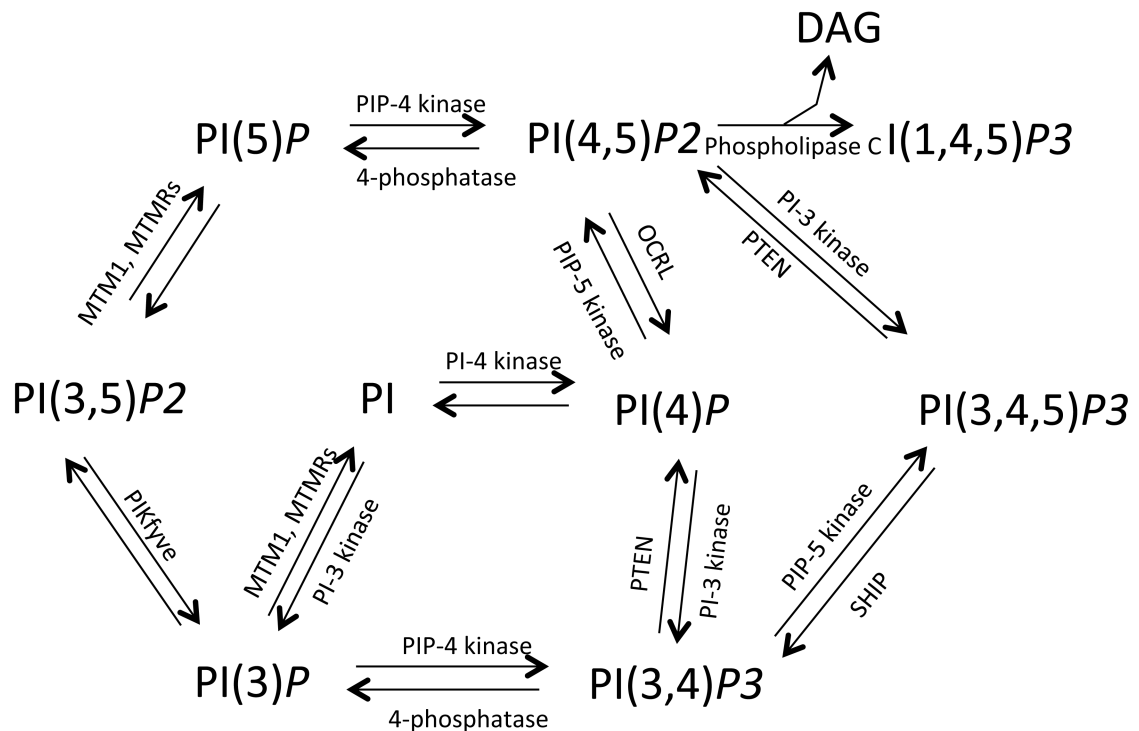 DAG
PIP-4 kinase
PI(5)P
PI(4,5)P2
Phospholipase C
I(1,4,5)P3
4-phosphatase
MTM1, MTMRs
PI-3 kinase
PTEN
OCRL
PIP-5 kinase
PI-4 kinase
PI(3,5)P2
PI
PI(4)P
PI(3,4,5)P3
PIKfyve
MTM1, MTMRs
PI-3 kinase
PTEN
PI-3 kinase
PIP-5 kinase
SHIP
PIP-4 kinase
PI(3)P
PI(3,4)P3
4-phosphatase